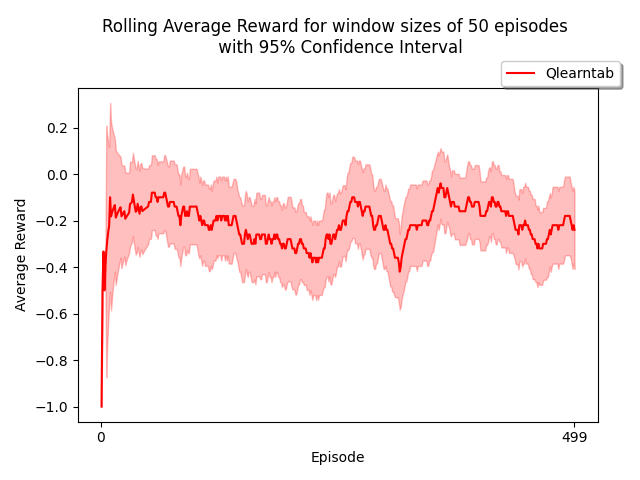 Rolling Average Reward for window sizes of 50 episodes
with 95% Confidence Interval
Qlearntab
Average Reward
0.2
0.0
−0.2
−0.4
−0.6
−0.8
−1.0
0
499
Episode